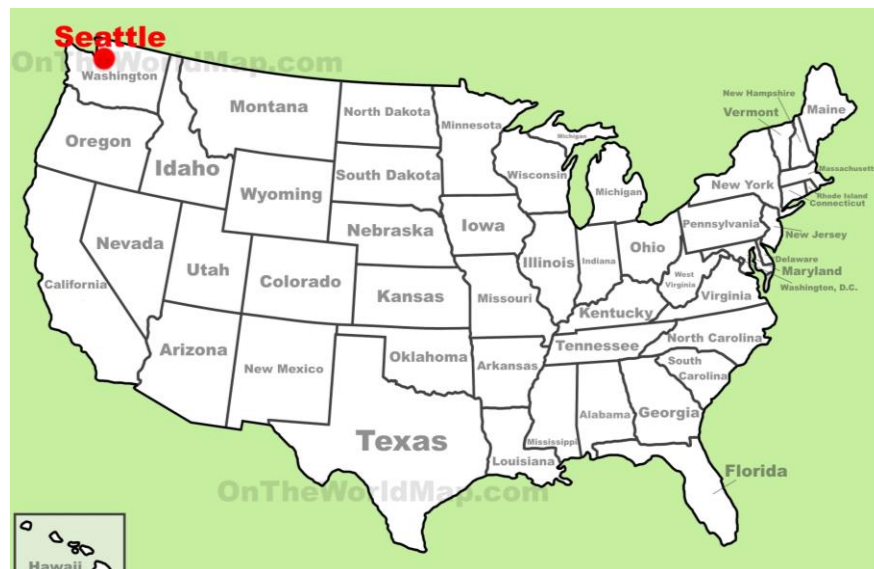 Seattle
OnTheWorldMap.com
Washington
Montana
North Dakota
Minnesota
Michigan
New Hampshire
Vermont
Maine
Oregon
Idaho
South Dakota
Wisconsin
Michigan
Massachusett
Wyoming
New York
Rhode Island
Connecticut
Nebraska
Iowa
Pennsylvania
New Jersey
Nevada
Utah
Colorado
Illinois
Indiana
Ohio
Delaware
Maryland
West
Virginia
Washington, D.C.
California
Kansas
Missouri
Kentucky
Virginia
Arizona
New Mexico
Oklahoma
Arkansas
Tennessee
North Carolina
South
Carolina
Texas
Louisiana
Mississippi
Alabama
Georgia
Florida
OnTheWorldMap.com
Hawaii